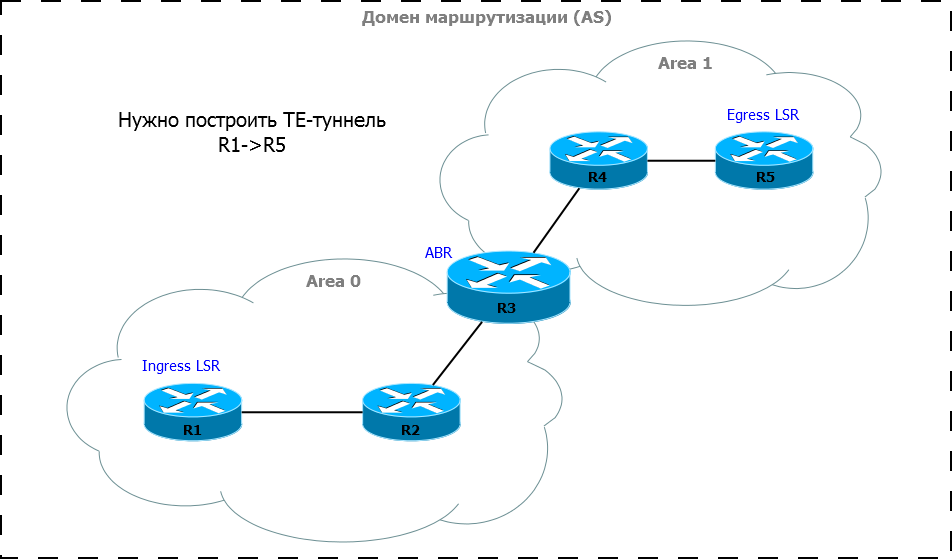 Домен маршрутизации (AS)
Area 1
Нужно построить TE-туннель
R1->R5
Egress LSR
R4
R5
ABR
Area 0
R3
Ingress LSR
R1
R2